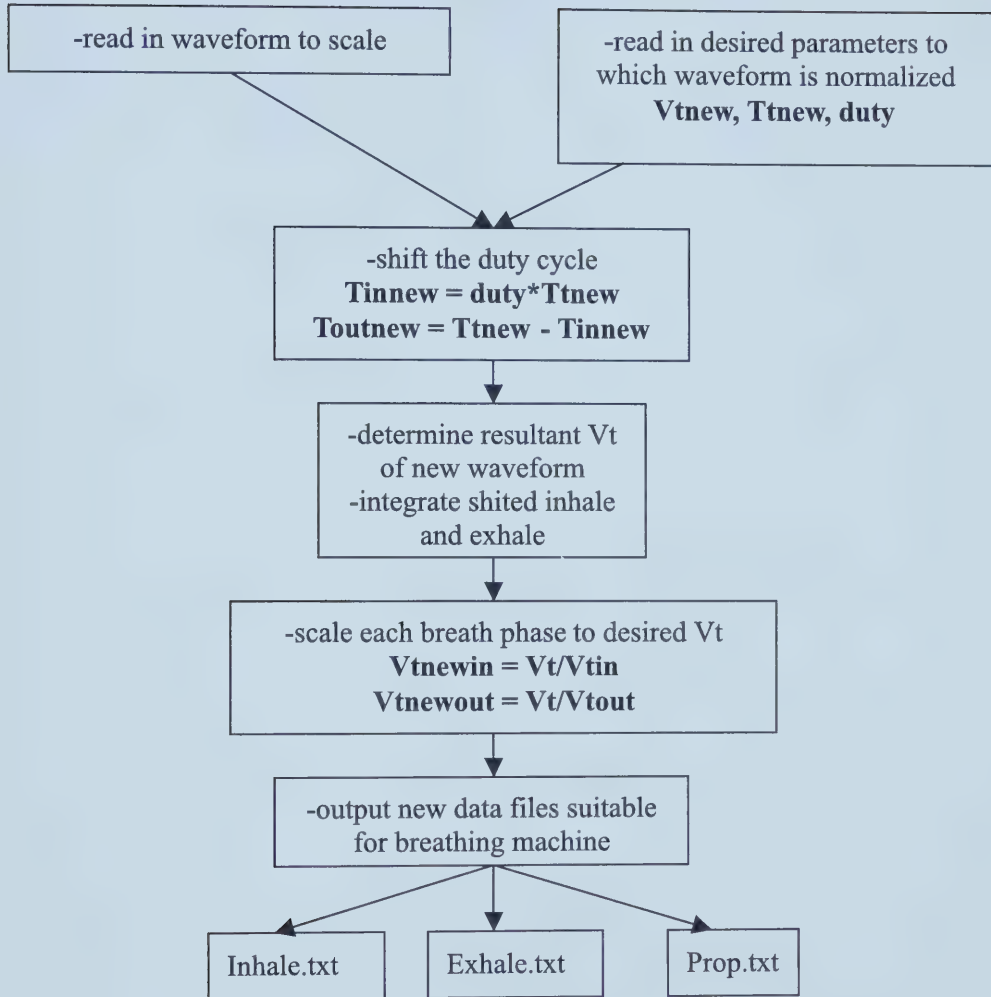 -read in waveform to scale
-read in desired parameters to
which waveform is normalized
Vtnew, Ttnew, duty
-shift the duty cycle
Tinnew = duty*Ttnew
Toutnew = Ttnew - Tinnew
-determine resultant Vt
of new waveform
-integrate shited inhale
and exhale
-scale each breath phase to desired Vt
Vtnewin = Vt/Vtin
Vtnewout = Vt/Vtout
-output new data files suitable
for breathing machine
Inhale.txt
Exhale.txt
Prop.txt